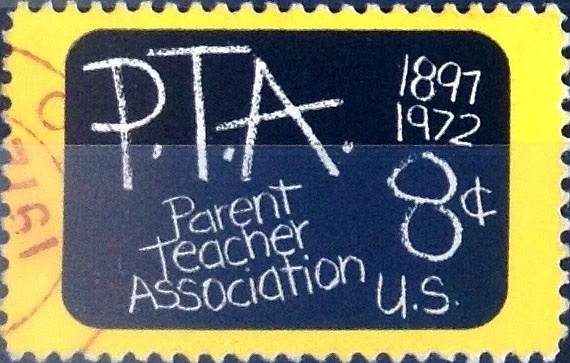 P.T.A.
1897
1972
8¢
Parent
Teacher
Association
U.S.